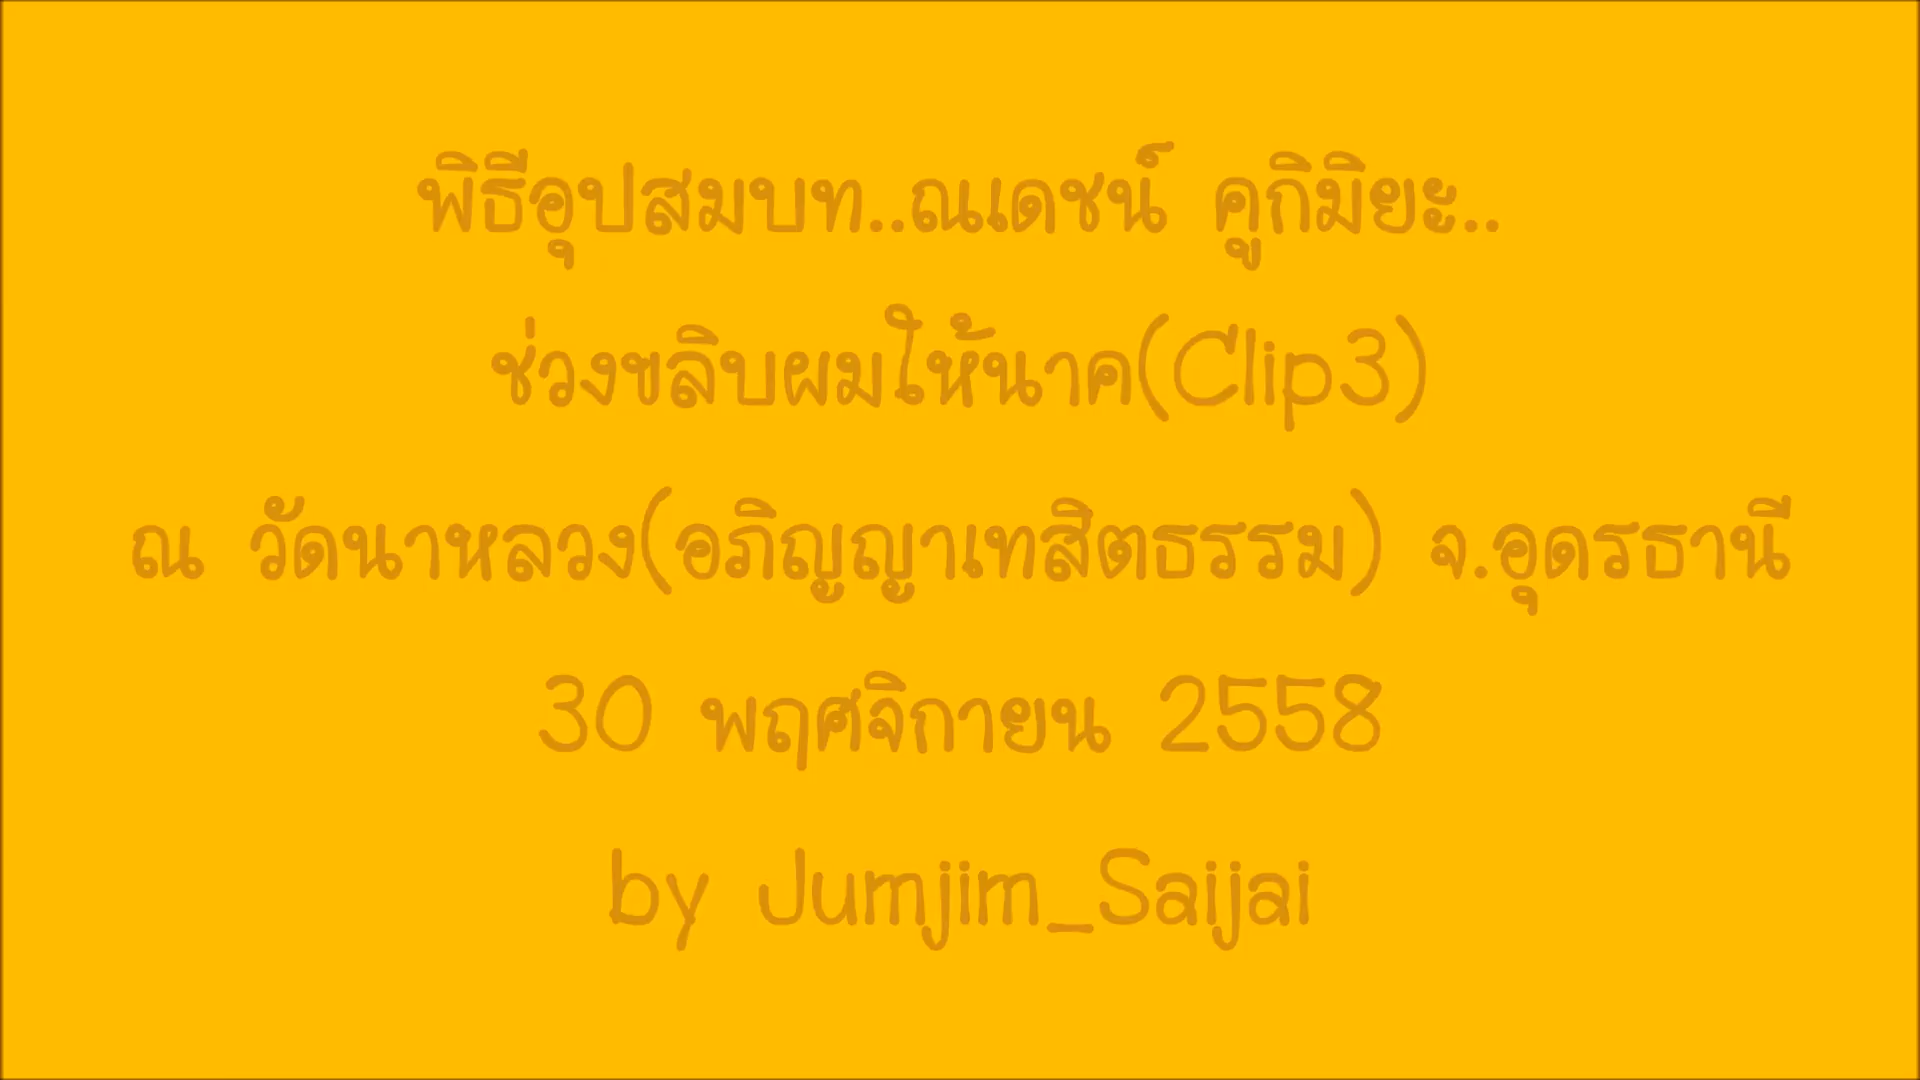 พิธีอุปสมบท..ณเดชน์ คูกิมิยะ..
ช่วงขลิบผมให้นาค(Clip3)
ณ วัดนาหลวง(อภิญญาเทสิตธรรม) จ.อุดรธานี
30 พฤศจิกายน 2558
by Jumjim_Saijai